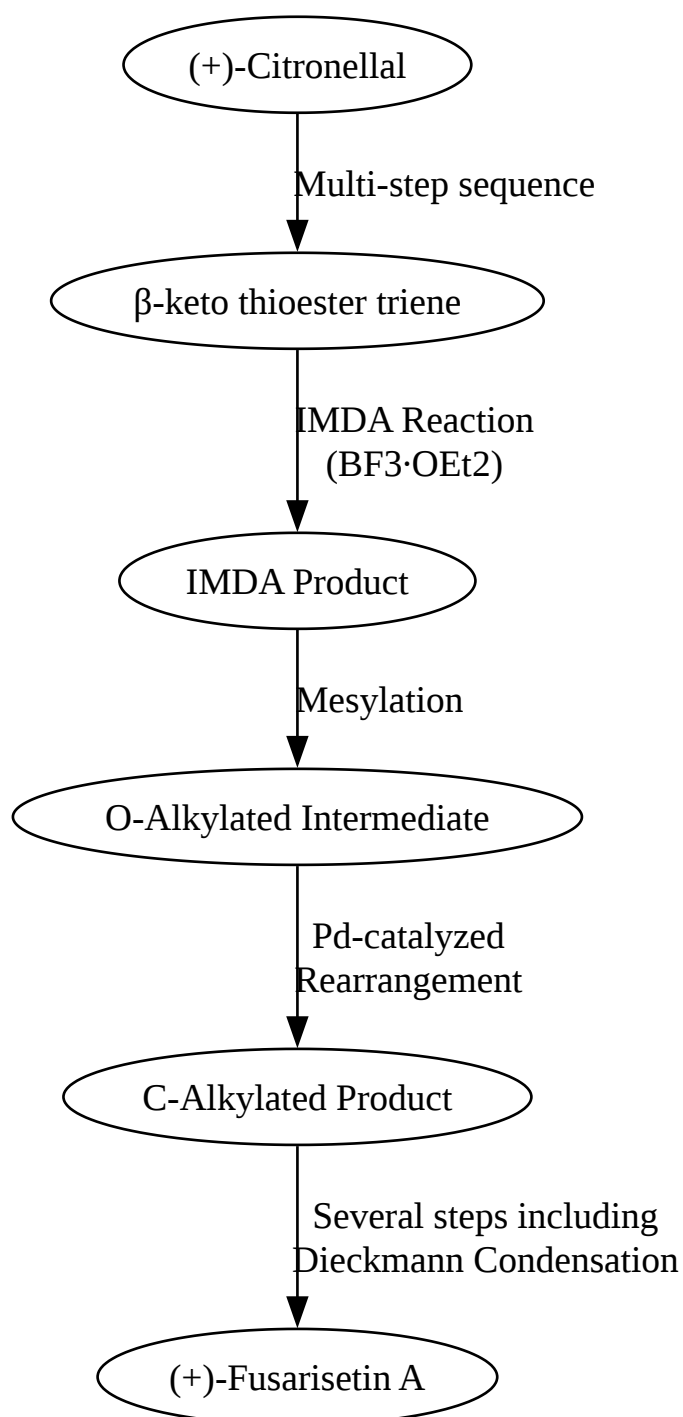 (+)-Citronellal
Multi-step sequence
β-keto thioester triene
IMDA Reaction
(BF3·OEt2)
IMDA Product
Mesylation
O-Alkylated Intermediate
Pd-catalyzed
Rearrangement
C-Alkylated Product
Several steps including
Dieckmann Condensation
(+)-Fusarisetin A